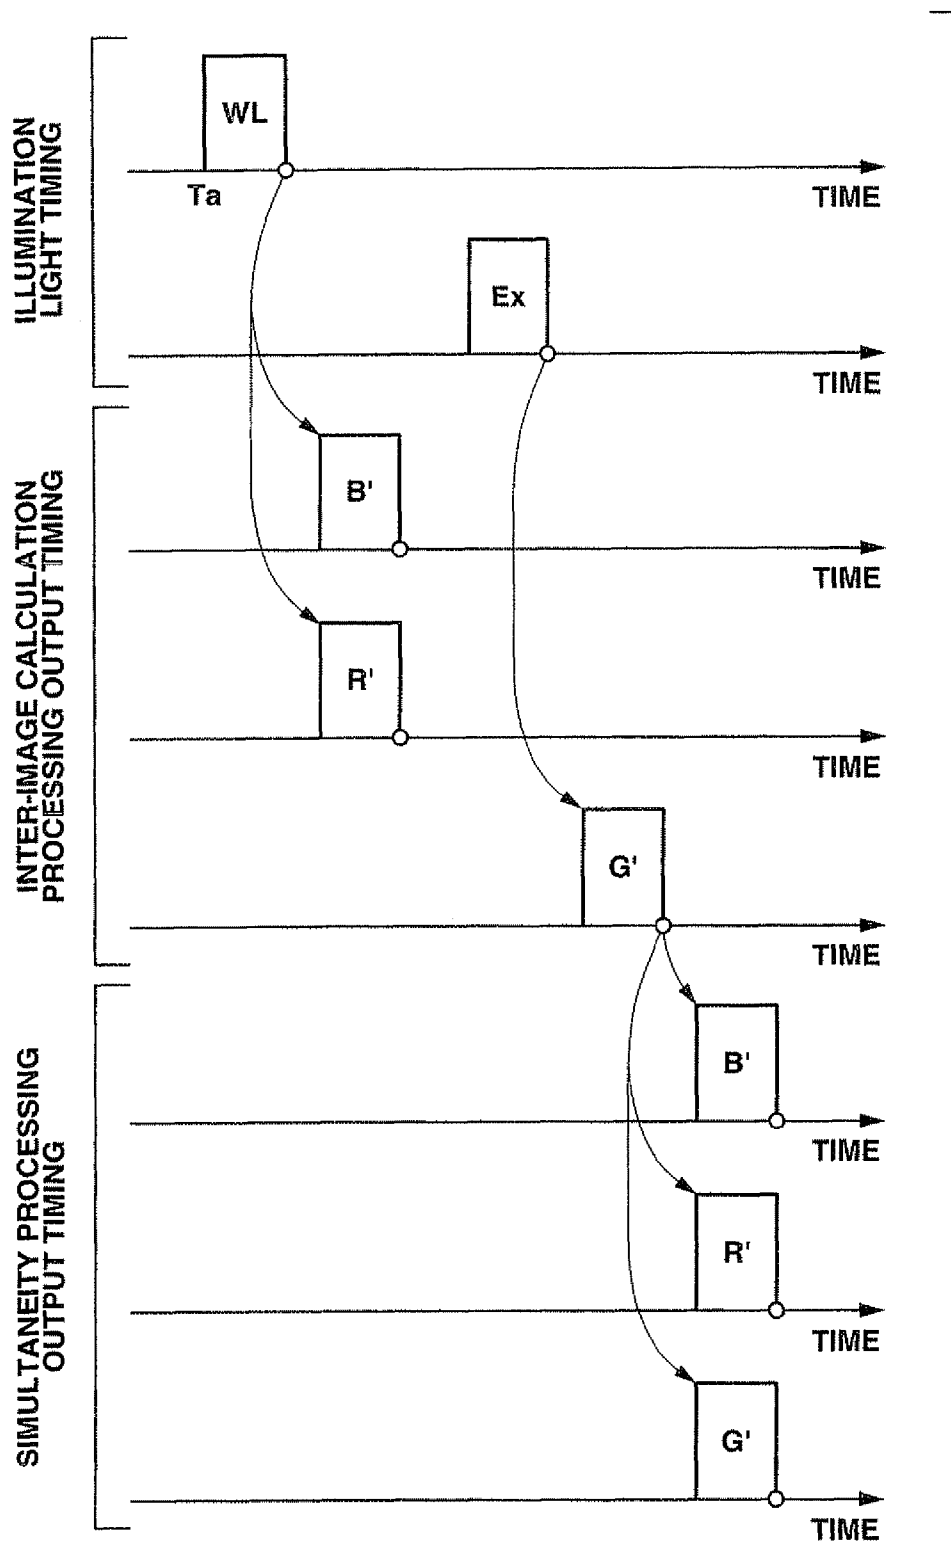 ILLUMINATION
LIGHT TIMING
WL
Ta
TIME
Ex
TIME
INTER-IMAGE CALCULATION
PROCESSING OUTPUT TIMING
B'
TIME
R'
TIME
G'
TIME
SIMULTANEITY PROCESSING
OUTPUT TIMING
B'
TIME
R'
TIME
G'
TIME